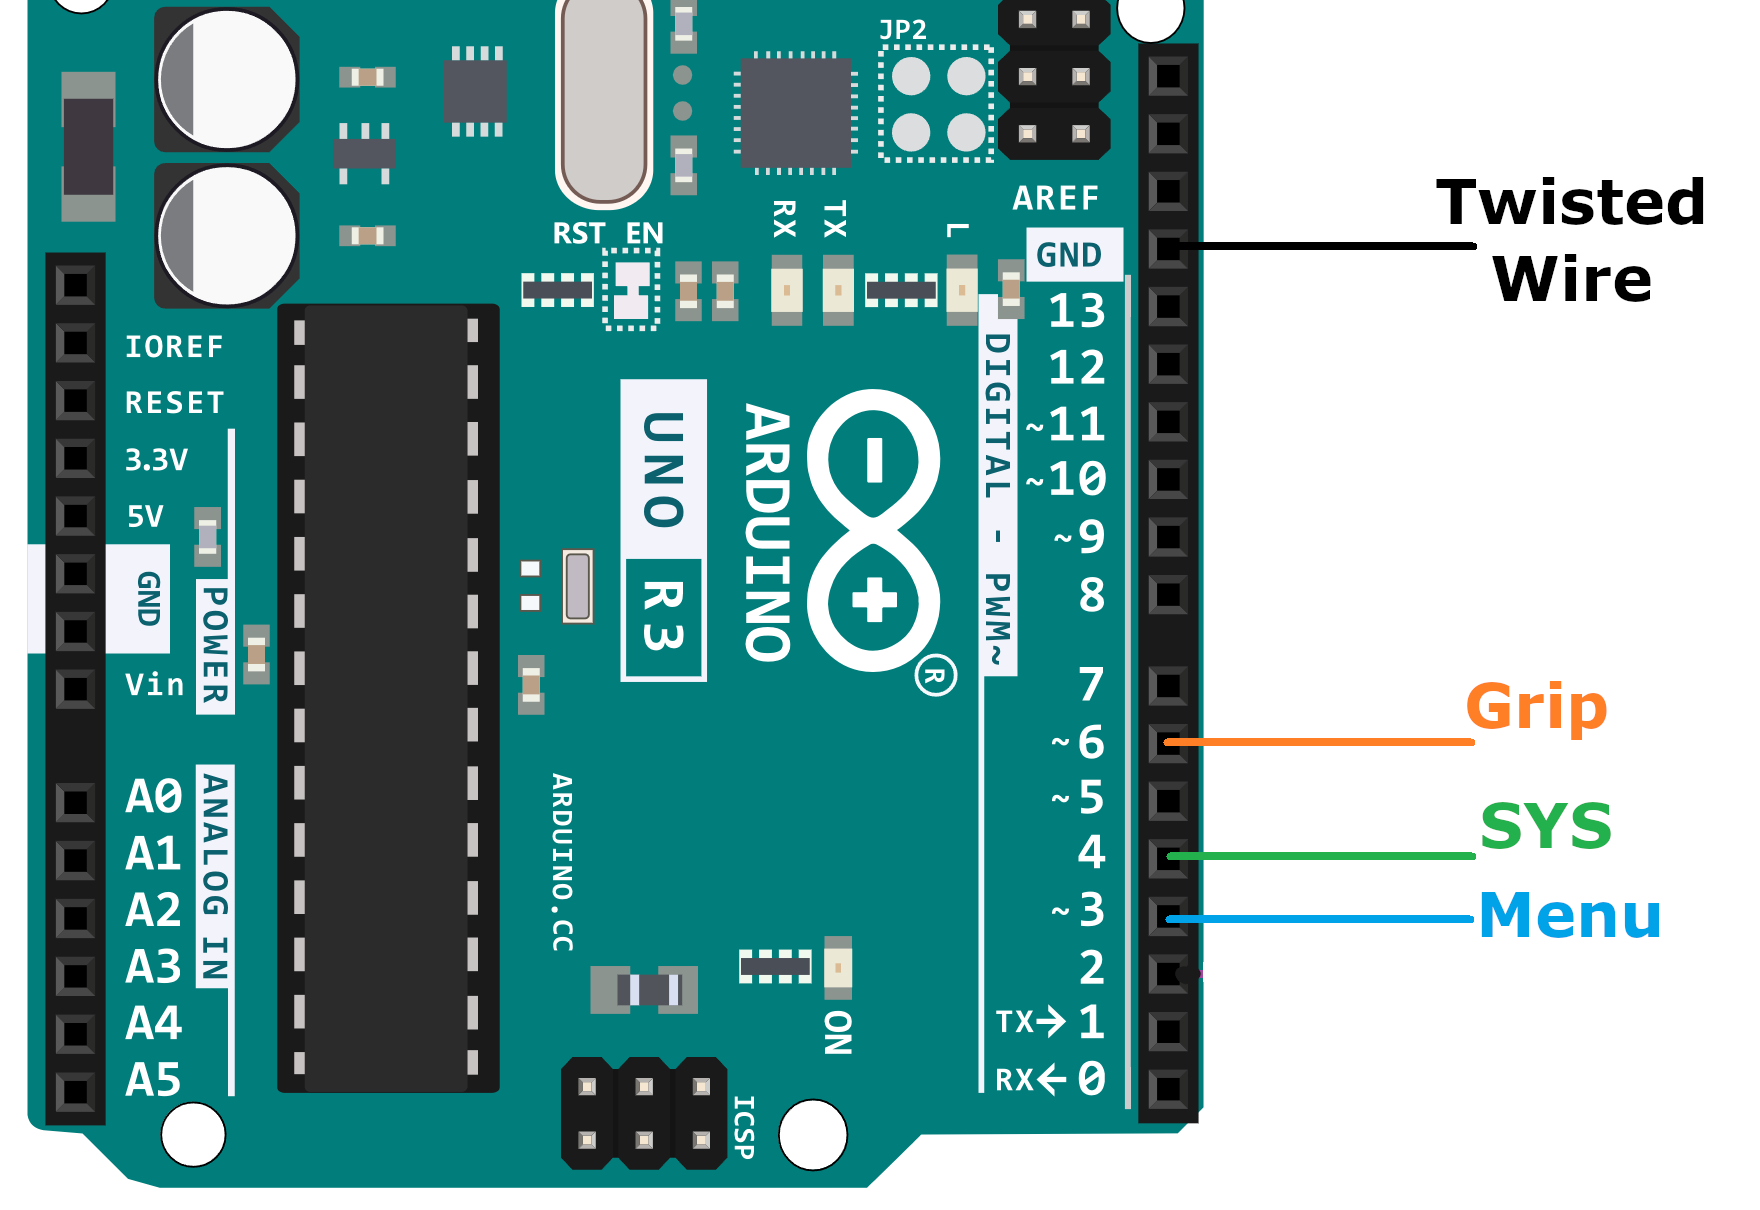 JP2
AREF
RX
TX
L
RST EN
GND
Twisted
Wire
13
12
~11
~10
~9
8
7
~6
~5
4
~3
2
TX→1
RX←0
DIGITAL - PWM~
IOREF
RESET
3.3V
5V
GND
Vin
POWER
A0
A1
A2
A3
A4
A5
ANALOG IN
UNO
R3
ARDUINO
®
ARDUINO.CC
ON
ICSP
Grip
SYS
Menu